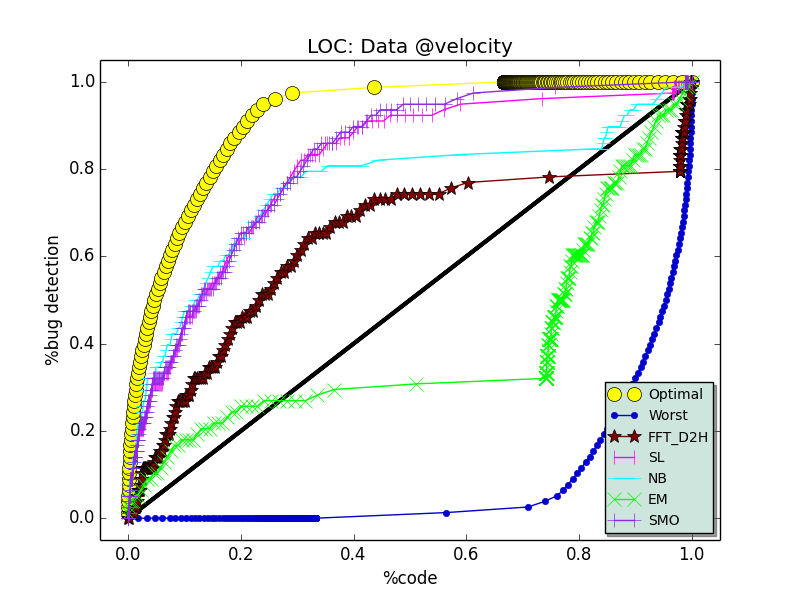 LOC: Data @velocity
%bug detection
1.0
0.8
0.6
0.4
0.2
0.0
0.0 0.2 0.4 0.6 0.8 1.0
%code
Optimal
Worst
FFT_D2H
SL
NB
EM
SMO